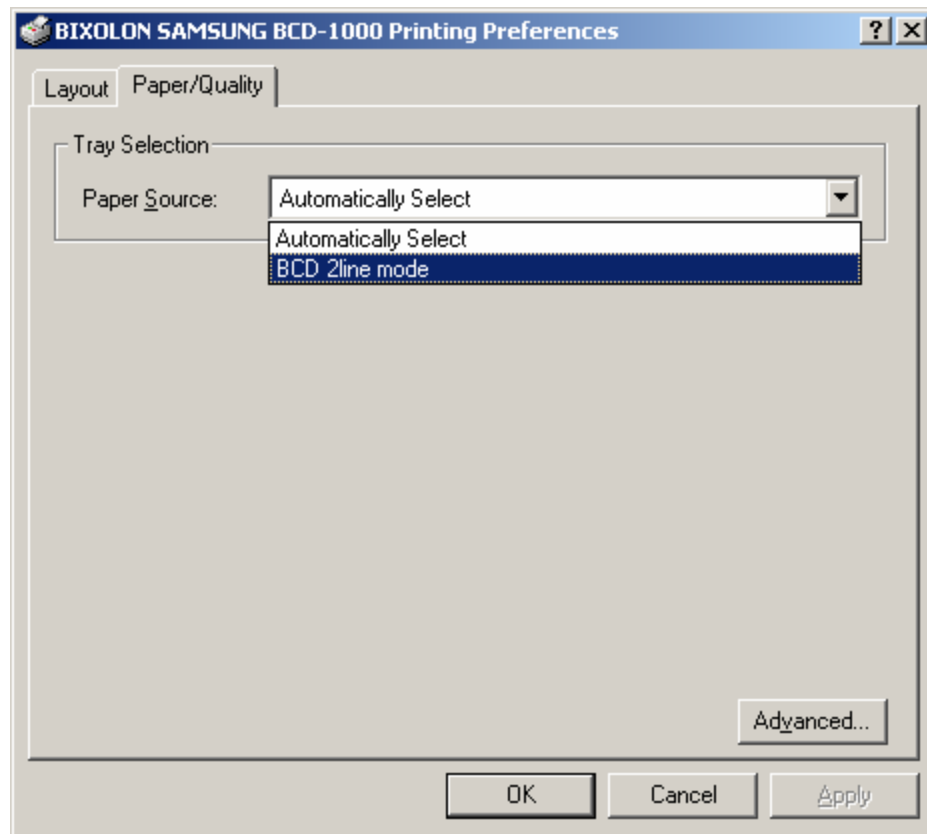 BIXOLON SAMSUNG BCD-1000 Printing Preferences
Layout
Paper/Quality
Tray Selection
Paper Source:
Automatically Select
Automatically Select
BCD 2line mode
Advanced...
OK
Cancel
Apply